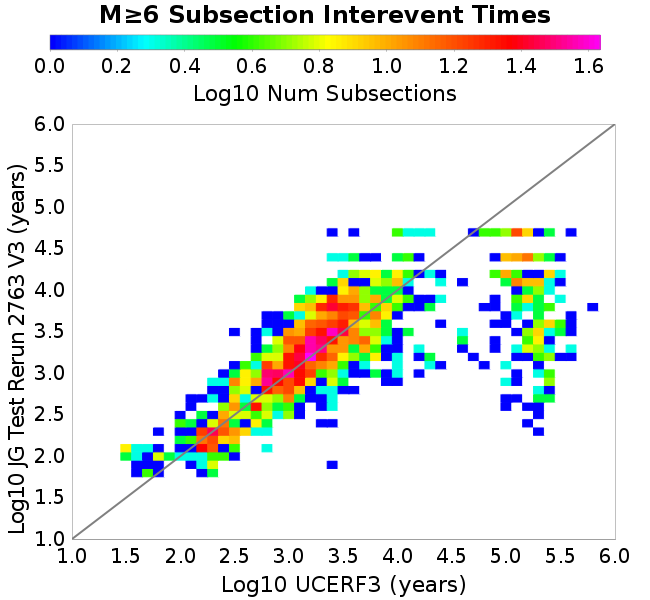 M≥6 Subsection Interevent Times
0.0 0.2 0.4 0.6 0.8 1.0 1.2 1.4 1.6
Log10 Num Subsections
Log10 JG Test Rerun 2763 V3 (years)
6.0
5.5
5.0
4.5
4.0
3.5
3.0
2.5
2.0
1.5
1.0
1.0 1.5 2.0 2.5 3.0 3.5 4.0 4.5 5.0 5.5 6.0
Log10 UCERF3 (years)